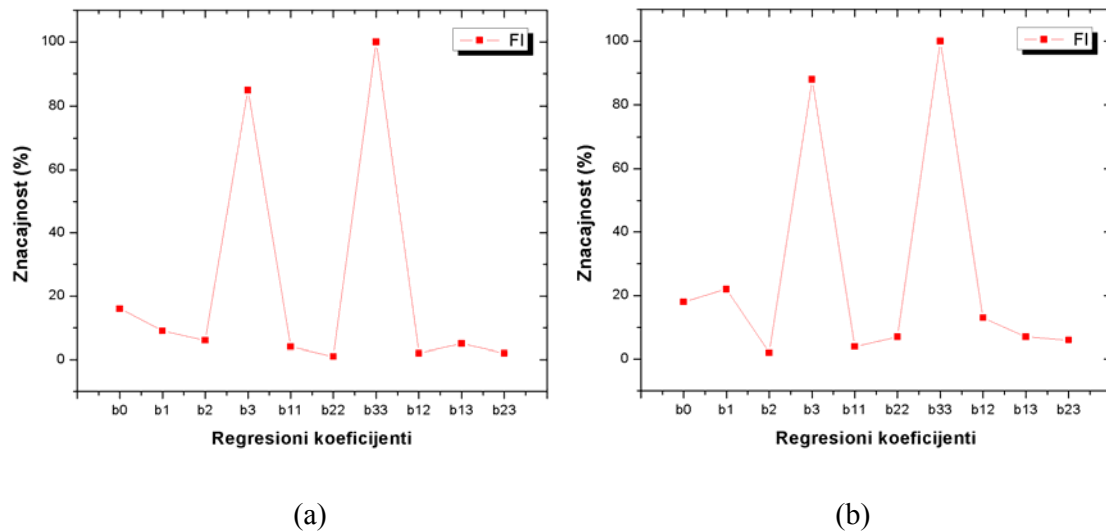 FI
Znacajnost (%)
100
80
60
40
20
0
b0 b1 b2 b3 b11 b22 b33 b12 b13 b23
Regresioni koeficijenti
(a)
FI
Znacajnost (%)
100
80
60
40
20
0
b0 b1 b2 b3 b11 b22 b33 b12 b13 b23
Regresioni koeficijenti
(b)